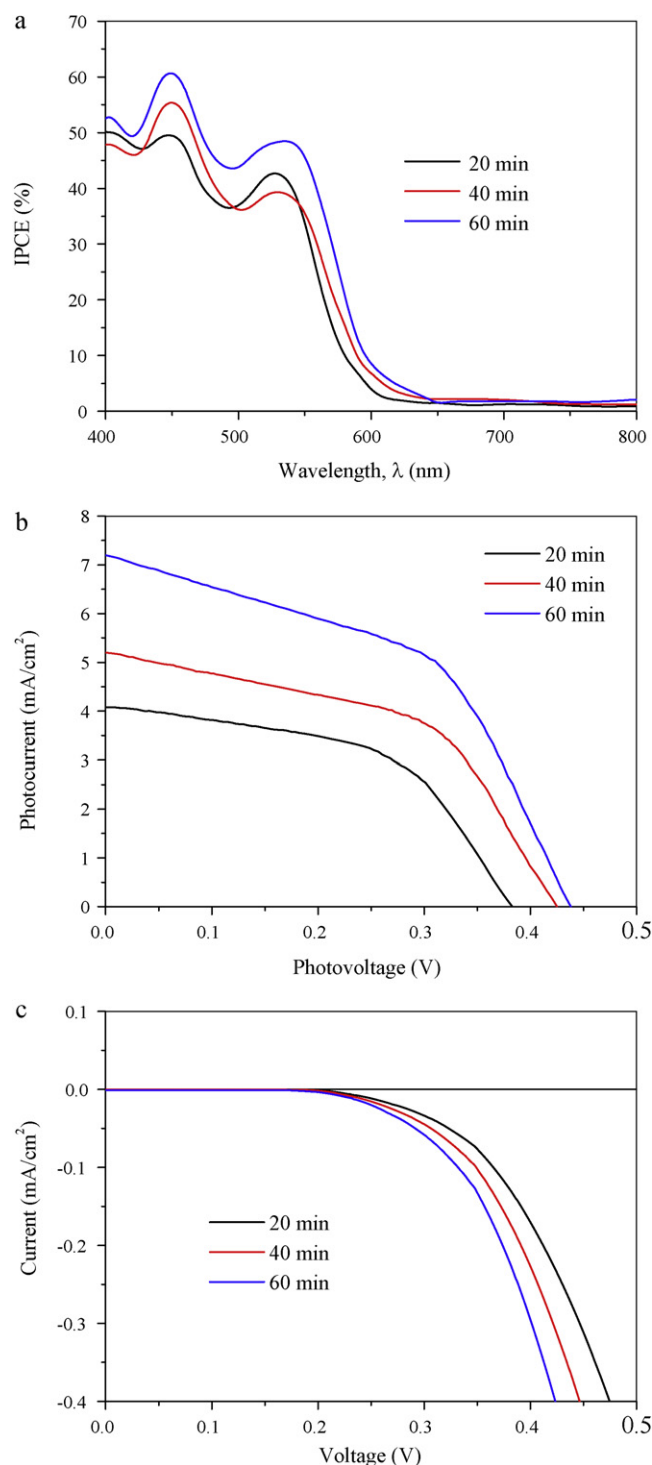 a
70
60
50
40
30
20
10
0
IPCE (%)
20 min
40 min
60 min
400
500
600
700
800
Wavelength, λ (nm)
b
8
7
6
5
4
3
2
1
0
Photocurrent (mA/cm²)
20 min
40 min
60 min
0.0
0.1
0.2
0.3
0.4
0.5
Photovoltage (V)
c
0.1
0.0
-0.1
-0.2
-0.3
-0.4
Current (mA/cm²)
20 min
40 min
60 min
0.0
0.1
0.2
0.3
0.4
0.5
Voltage (V)